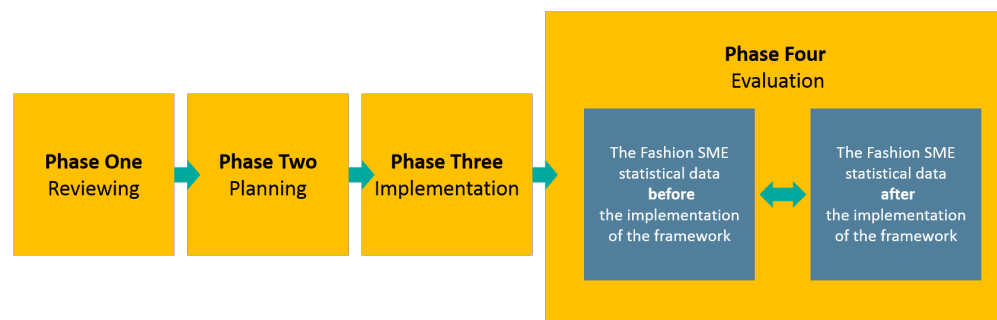 Phase One
Reviewing
Phase Two
Planning
Phase Three
Implementation
Phase Four
Evaluation
The Fashion SME
statistical data
before
the implementation
of the framework
The Fashion SME
statistical data
after
the implementation
of the framework